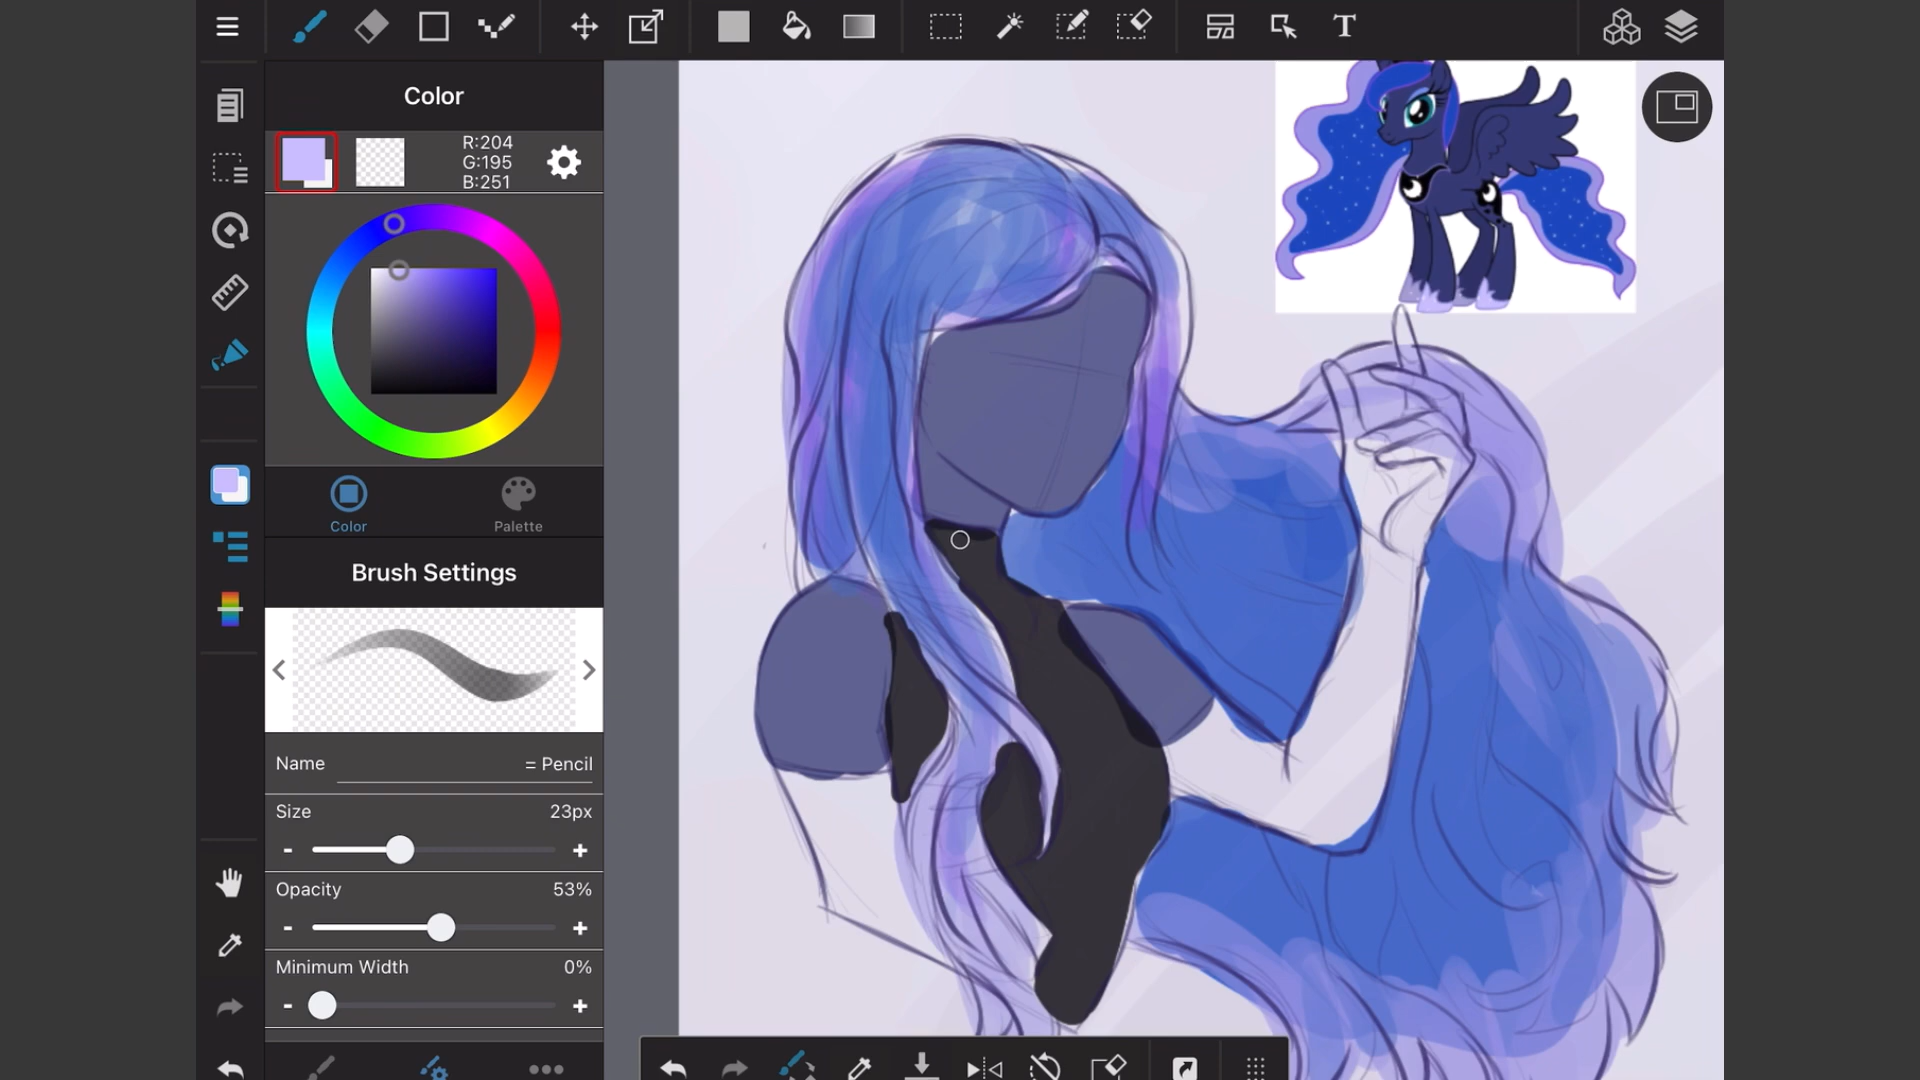 Color
R:204
G:195
B:251
Color
Palette
Brush Settings
Name = Pencil
Size 23px
- +
Opacity 53%
- +
Minimum Width 0%
- +